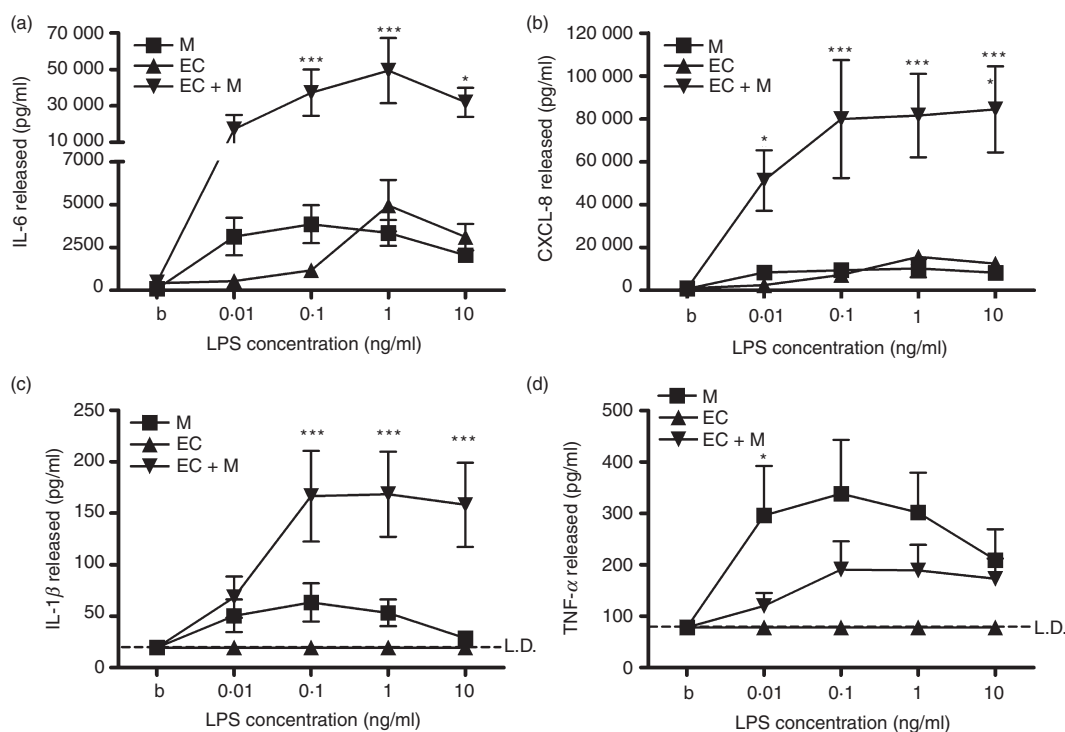 (a)
70 000
50 000
30 000
10 000
7000
5000
2500
0
IL-6 released (pg/ml)
M
EC
EC + M
***
***
*
b 0·01 0·1 1 10
LPS concentration (ng/ml)
(b)
120 000
100 000
80 000
60 000
40 000
20 000
0
CXCL-8 released (pg/ml)
M
EC
EC + M
*
***
***
***
*
b 0·01 0·1 1 10
LPS concentration (ng/ml)
(c)
250
200
150
100
50
0
IL-1β released (pg/ml)
M
EC
EC + M
***
***
***
L.D.
b 0·01 0·1 1 10
LPS concentration (ng/ml)
(d)
500
400
300
200
100
0
TNF-α released (pg/ml)
M
EC
EC + M
*
L.D.
b 0·01 0·1 1 10
LPS concentration (ng/ml)